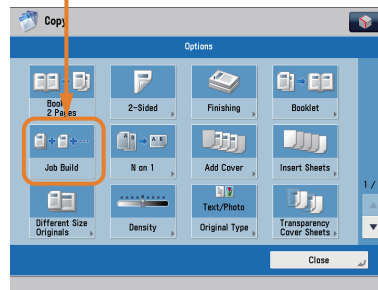 Copy
Options
Book
2 Pages
2-Sided
Finishing
Booklet
Job Build
N on 1
Add Cover
Insert Sheets
1/
Different Size
Originals
Density
Text/Photo
Original Type
Transparency
Cover Sheets
Close